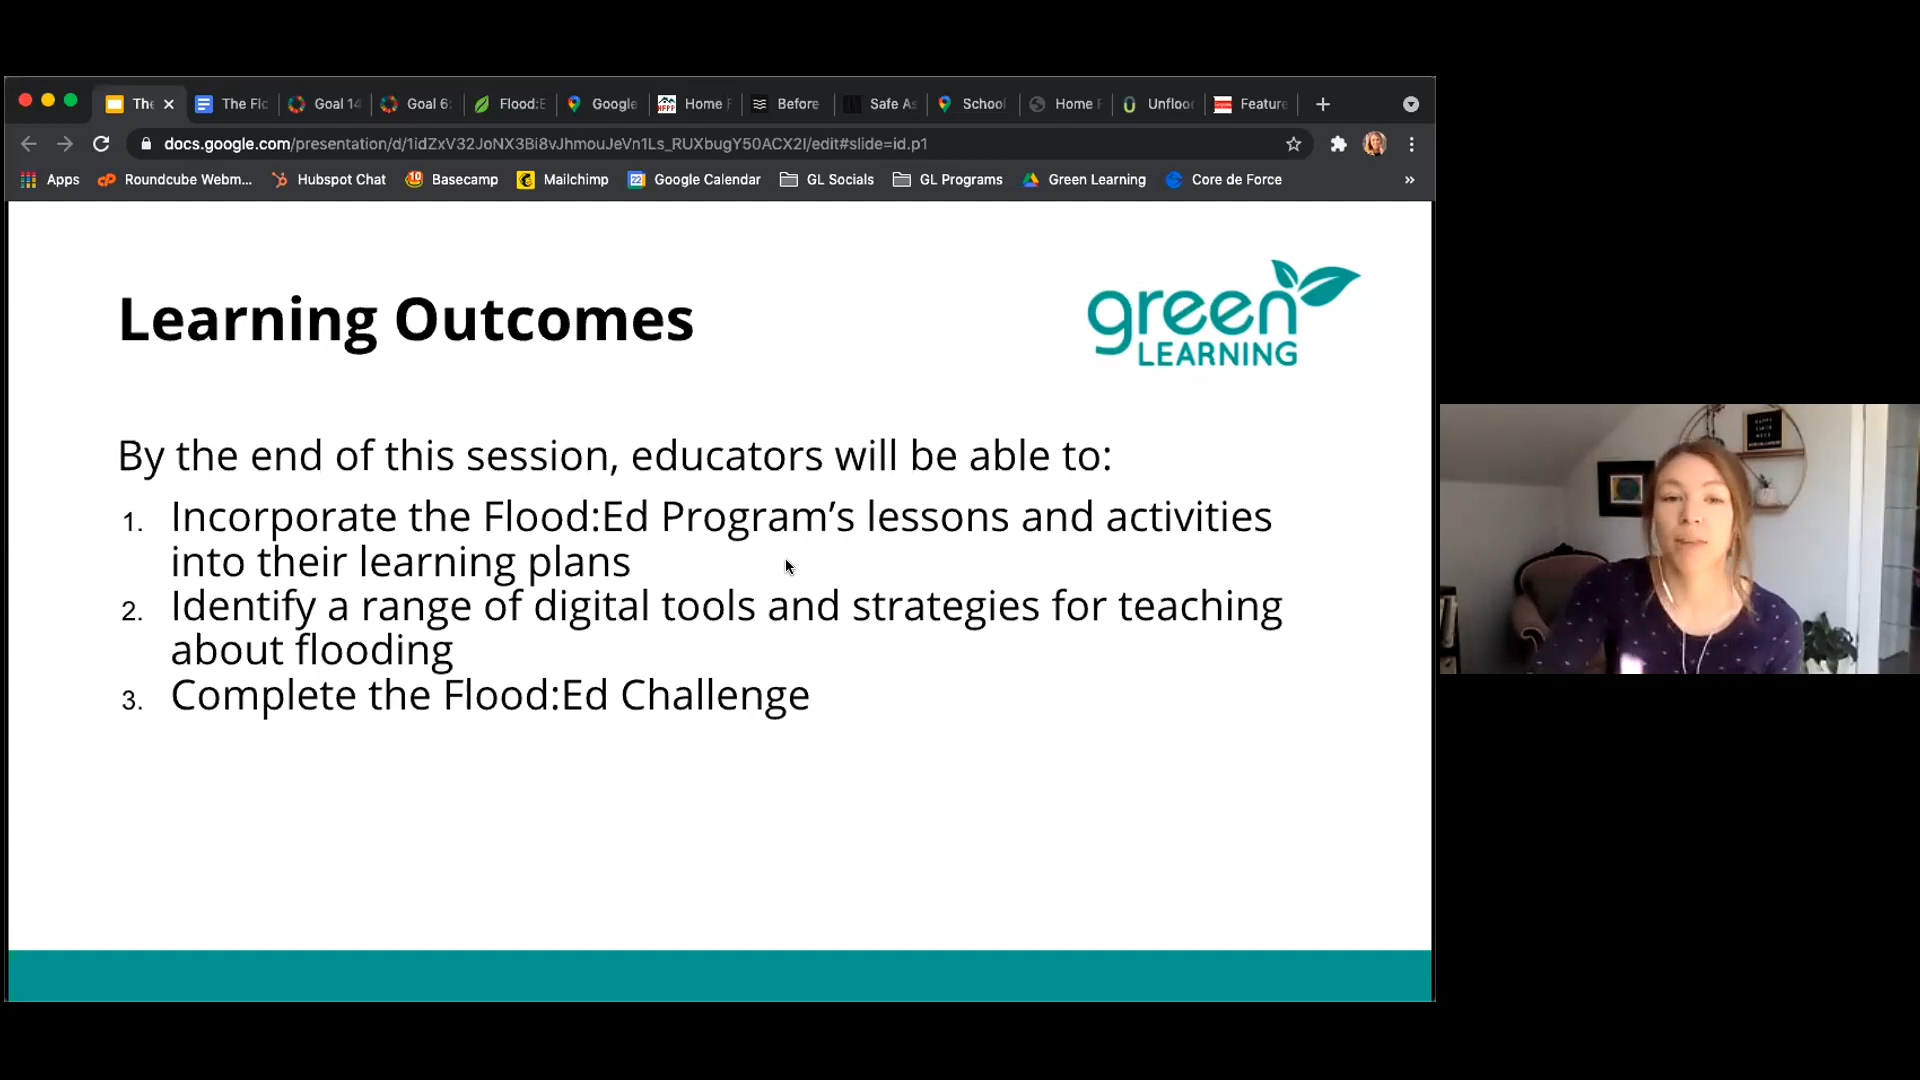 The
The Flo
Goal 14
Goal 6:
Flood:E
Google
HFPP
Home F
Before
Safe As
School
Home F
Unfloo
Feature
docs.google.com/presentation/d/1idZxV32JoNX3Bi8vJhmouJeVn1Ls_RUXbugY50ACX2I/edit#slide=id.p1
Apps
Roundcube Webm...
Hubspot Chat
10
Basecamp
Mailchimp
22
Google Calendar
GL Socials
GL Programs
Green Learning
Core de Force
»
green
LEARNING
Learning Outcomes
By the end of this session, educators will be able to:
1. Incorporate the Flood:Ed Program’s lessons and activities
into their learning plans
2. Identify a range of digital tools and strategies for teaching
about flooding
3. Complete the Flood:Ed Challenge